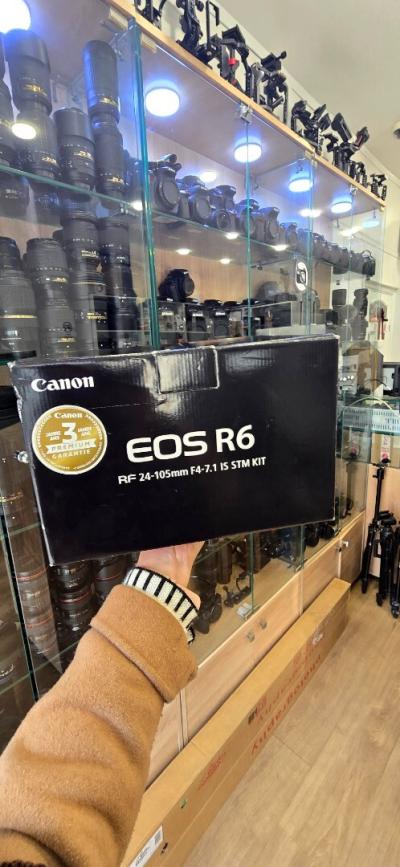 Canon
Canon
3
PREMIUM
GARANTIE
EOS R6
RF 24-105mm F4-7.1 IS STM KIT